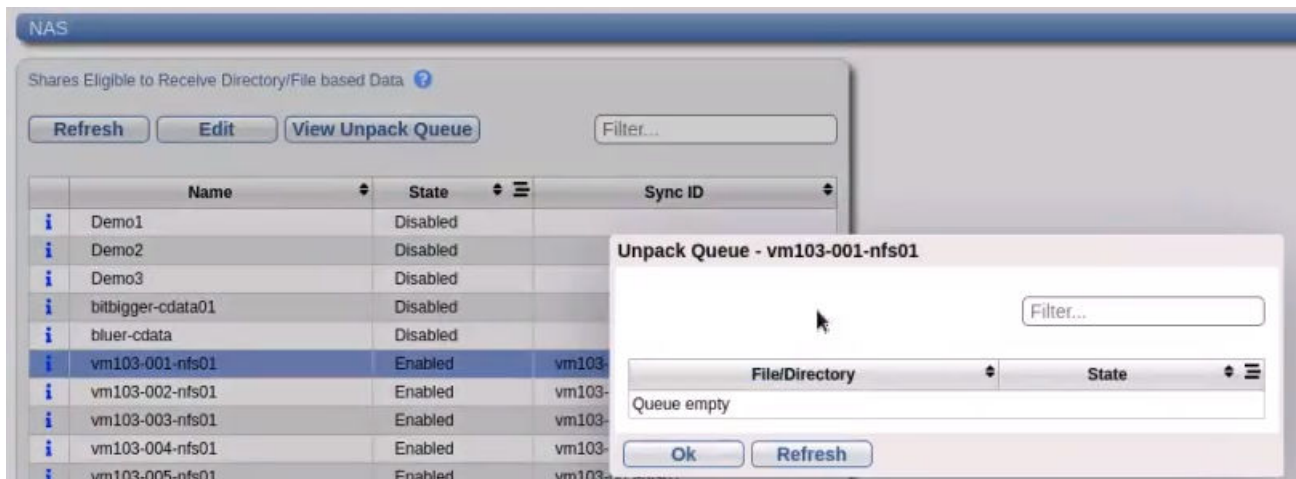 NAS
Shares Eligible to Receive Directory/File based Data ?
Refresh Edit View Unpack Queue Filter...
Name State Sync ID
i Demo1 Disabled
i Demo2 Disabled
i Demo3 Disabled
i bitbigger-cdata01 Disabled
i bluer-cdata Disabled
i vm103-001-nfs01 Enabled vm103-
i vm103-002-nfs01 Enabled vm103-
i vm103-003-nfs01 Enabled vm103-
i vm103-004-nfs01 Enabled vm103-
i vm103-005-nfs01 Enabled
Unpack Queue - vm103-001-nfs01
Filter...
File/Directory State
Queue empty
Ok Refresh